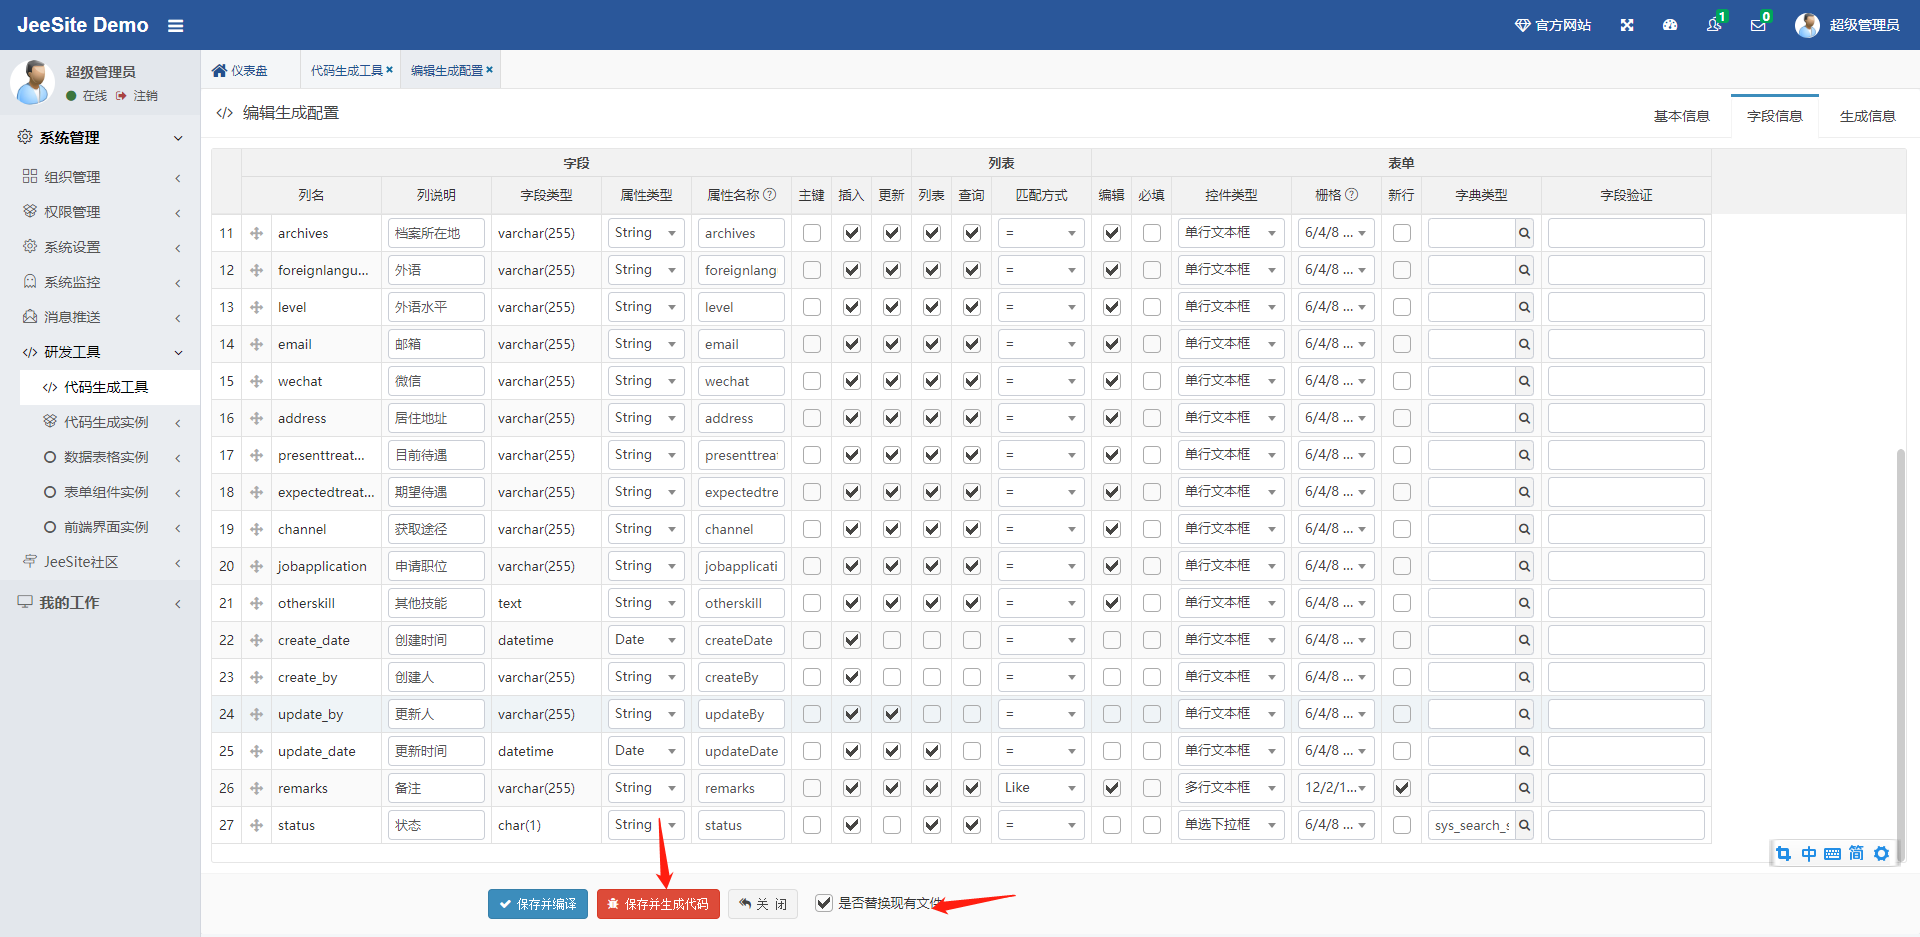 JeeSite Demo
官方网站
1
0
超级管理员
超级管理员
在线 注销
仪表盘
代码生成工具
编辑生成配置
编辑生成配置
基本信息
字段信息
生成信息
系统管理
组织管理
权限管理
系统设置
系统监控
消息推送
研发工具
代码生成工具
代码生成实例
数据表格实例
表单组件实例
前端界面实例
JeeSite社区
我的工作
字段 列表 表单
列名 列说明 字段类型 属性类型 属性名称 主键 插入 更新 列表 查询 匹配方式 编辑 必填 控件类型 栅格 新行 字典类型 字段验证
11 archives 档案所在地 varchar(255) String archives = 单行文本框 6/4/8 ...
12 foreignlangu... 外语 varchar(255) String foreignlang = 单行文本框 6/4/8 ...
13 level 外语水平 varchar(255) String level = 单行文本框 6/4/8 ...
14 email 邮箱 varchar(255) String email = 单行文本框 6/4/8 ...
15 wechat 微信 varchar(255) String wechat = 单行文本框 6/4/8 ...
16 address 居住地址 varchar(255) String address = 单行文本框 6/4/8 ...
17 presenttreat... 目前待遇 varchar(255) String presenttreat = 单行文本框 6/4/8 ...
18 expectedtreat... 期望待遇 varchar(255) String expectedtre = 单行文本框 6/4/8 ...
19 channel 获取途径 varchar(255) String channel = 单行文本框 6/4/8 ...
20 jobapplication 申请职位 varchar(255) String jobapplicati = 单行文本框 6/4/8 ...
21 otherskill 其他技能 text String otherskill = 单行文本框 6/4/8 ...
22 create_date 创建时间 datetime Date createDate = 单行文本框 6/4/8 ...
23 create_by 创建人 varchar(255) String createBy = 单行文本框 6/4/8 ...
24 update_by 更新人 varchar(255) String updateBy = 单行文本框 6/4/8 ...
25 update_date 更新时间 datetime Date updateDate = 单行文本框 6/4/8 ...
26 remarks 备注 varchar(255) String remarks Like 多行文本框 12/2/1...
27 status 状态 char(1) String status = 单选下拉框 6/4/8 ... sys_search_s
中 简
保存并编译 保存并生成代码 关 闭 是否替换现有文件